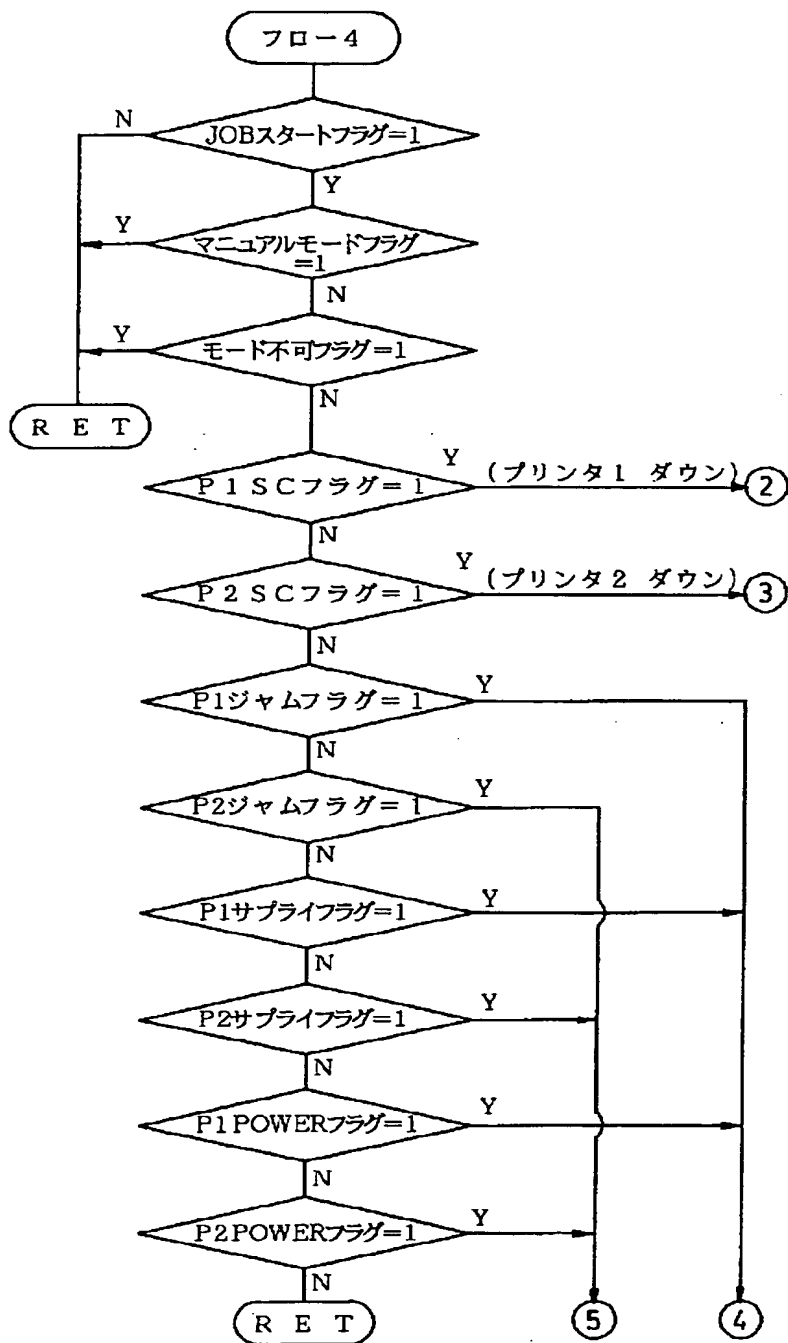 フロー4
N
JOBスタートフラグ=1
Y
Y
マニュアルモードフラグ
=1
N
Y
モード不可フラグ=1
N
RET
P1SCフラグ=1
Y
(プリンタ1 ダウン)
②
N
P2SCフラグ=1
Y
(プリンタ2 ダウン)
③
N
P1ジャムフラグ=1
Y
N
P2ジャムフラグ=1
Y
N
P1サプライフラグ=1
Y
N
P2サプライフラグ=1
Y
N
P1POWERフラグ=1
Y
N
P2POWERフラグ=1
Y
N
RET
⑤
④